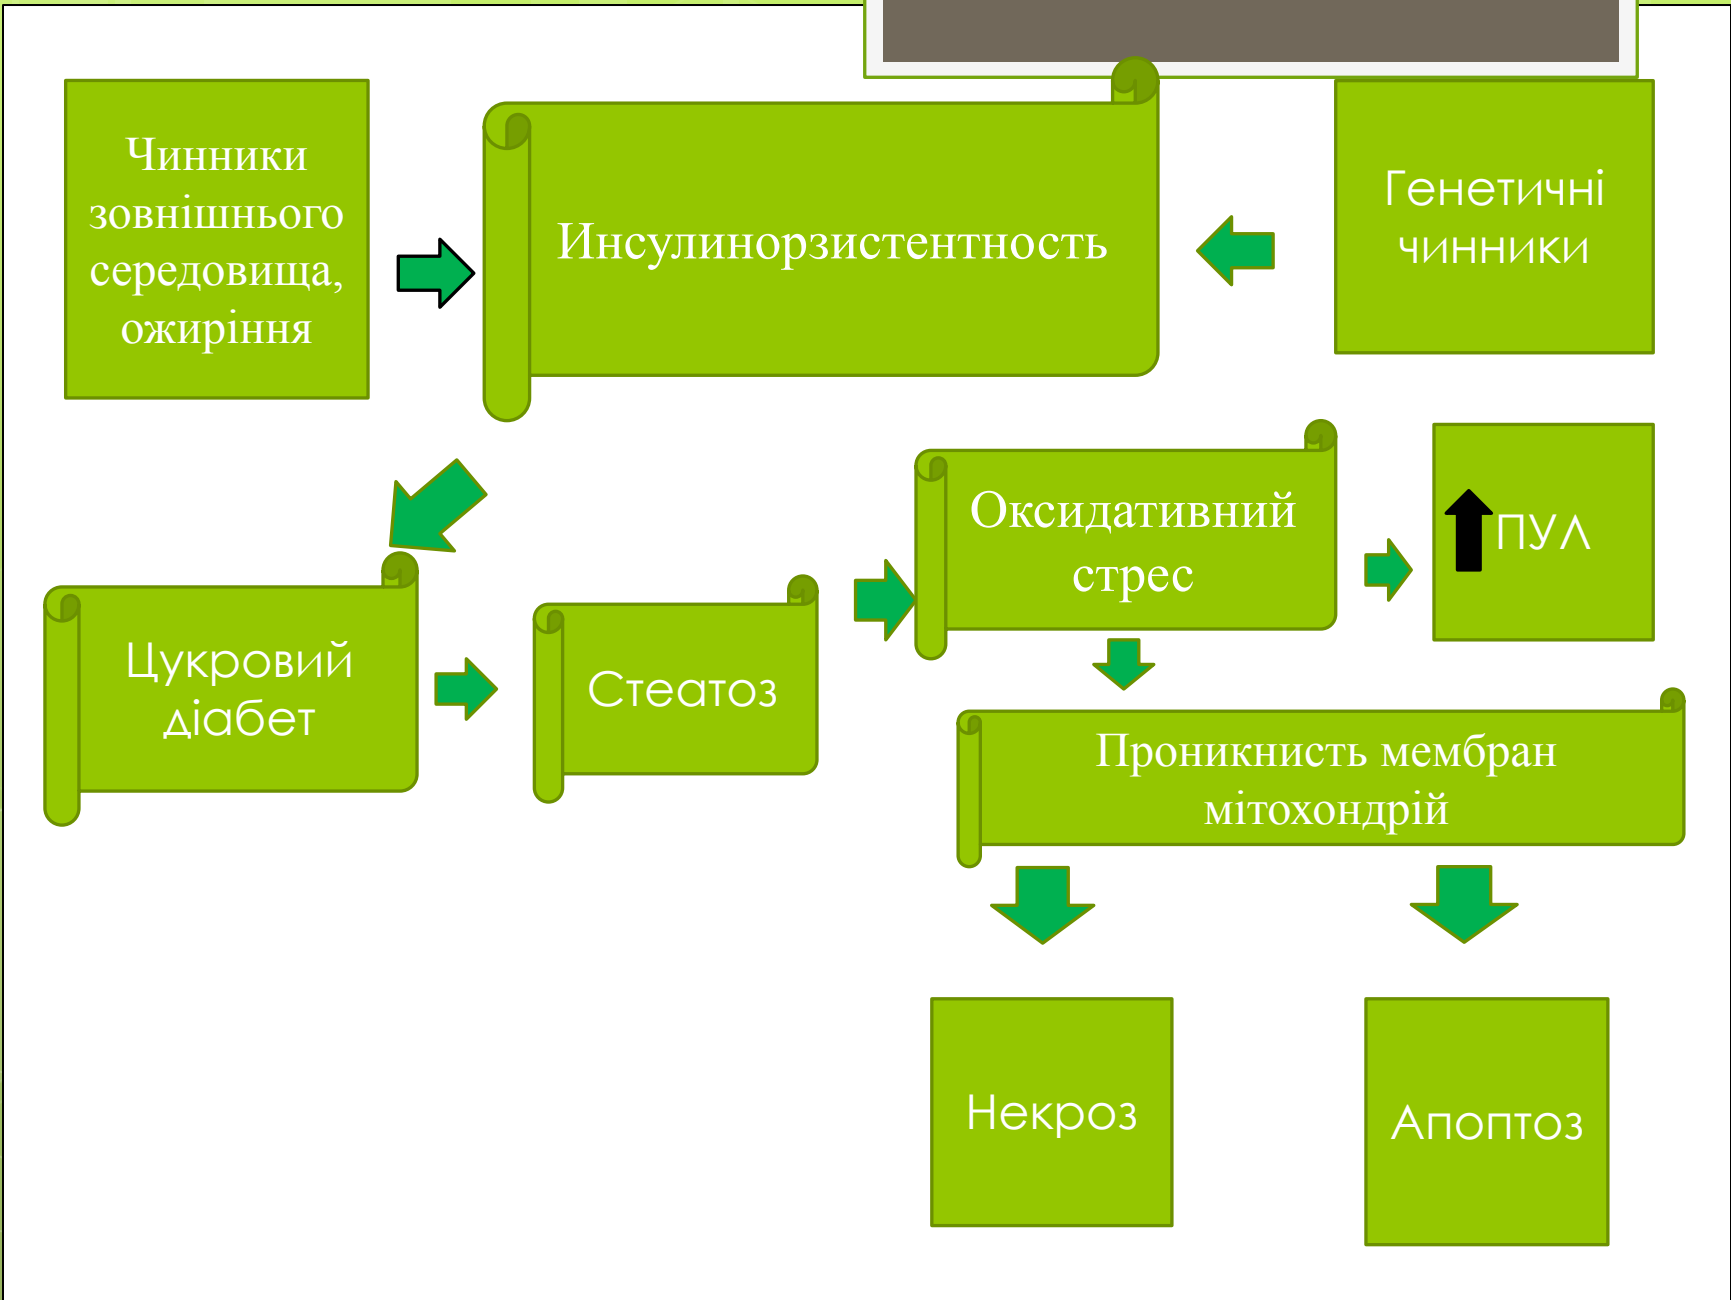 Чинники
зовнішнього
середовища,
ожиріння
Инсулинорзистентность
Генетичні
чинники
Оксидативний
стрес
ПУЛ
Цукровий
діабет
Стеатоз
Проникнисть мембран
мітохондрій
Некроз
Апоптоз